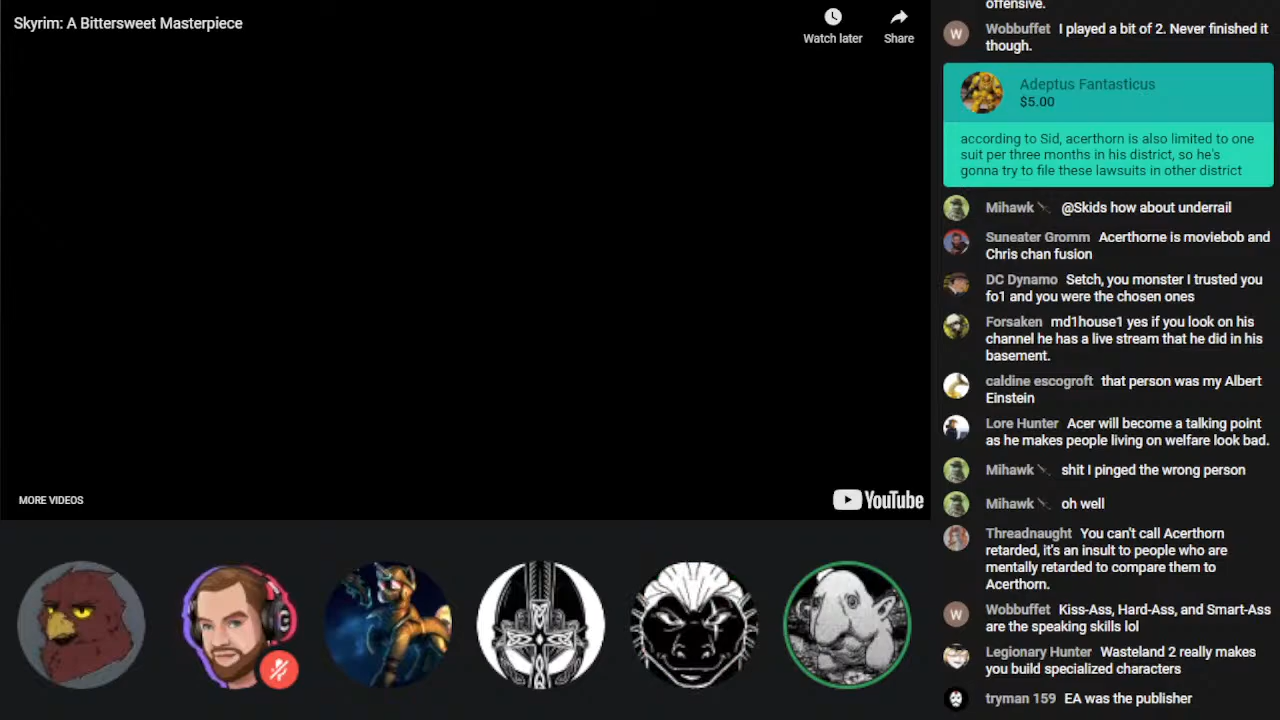 Skyrim: A Bittersweet Masterpiece
Watch later
Share
MORE VIDEOS
YouTube
offensive.
W
Wobbuffet I played a bit of 2. Never finished it
though.
Adeptus Fantasticus
$5.00
according to Sid, acerthorn is also limited to one
suit per three months in his district, so he's
gonna try to file these lawsuits in other district
Mihawk @Skids how about underrail
Suneater Gromm Acerthorne is moviebob and
Chris chan fusion
DC Dynamo Setch, you monster I trusted you
fo1 and you were the chosen ones
Forsaken md1house1 yes if you look on his
channel he has a live stream that he did in his
basement.
caldine escogroft that person was my Albert
Einstein
Lore Hunter Acer will become a talking point
as he makes people living on welfare look bad.
Mihawk shit I pinged the wrong person
Mihawk oh well
Threadnaught You can't call Acerthorn
retarded, it's an insult to people who are
mentally retarded to compare them to
Acerthorn.
W
Wobbuffet Kiss-Ass, Hard-Ass, and Smart-Ass
are the speaking skills lol
Legionary Hunter Wasteland 2 really makes
you build specialized characters
tryman 159 EA was the publisher